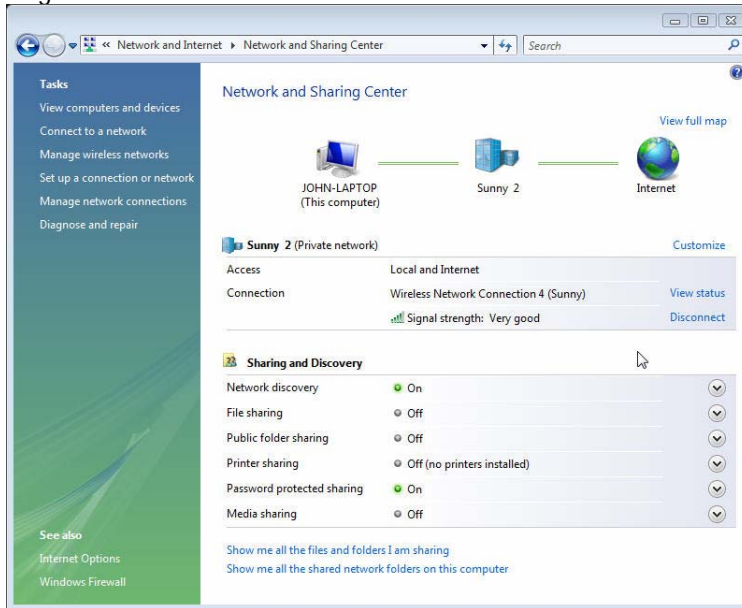 « Network and Internet ▸ Network and Sharing Center
Search
Tasks
View computers and devices
Connect to a network
Manage wireless networks
Set up a connection or network
Manage network connections
Diagnose and repair
See also
Internet Options
Windows Firewall
Network and Sharing Center
View full map
JOHN-LAPTOP
(This computer)
Sunny 2
Internet
Sunny 2 (Private network) Customize
Access Local and Internet
Connection Wireless Network Connection 4 (Sunny) View status
Signal strength: Very good Disconnect
Sharing and Discovery
Network discovery On
File sharing Off
Public folder sharing Off
Printer sharing Off (no printers installed)
Password protected sharing On
Media sharing Off
Show me all the files and folders I am sharing
Show me all the shared network folders on this computer